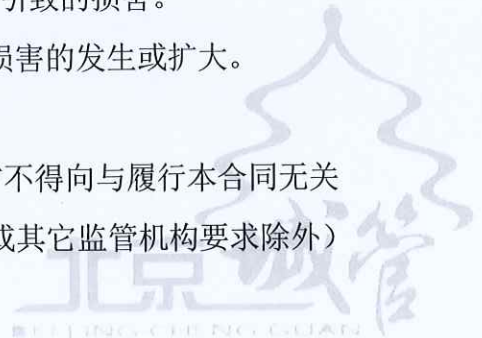 引致的损害。
损害的发生或扩大。
不得向与履行本合同无关
或其它监管机构要求除外）
北京城管
BEIJING CHENG GUAN